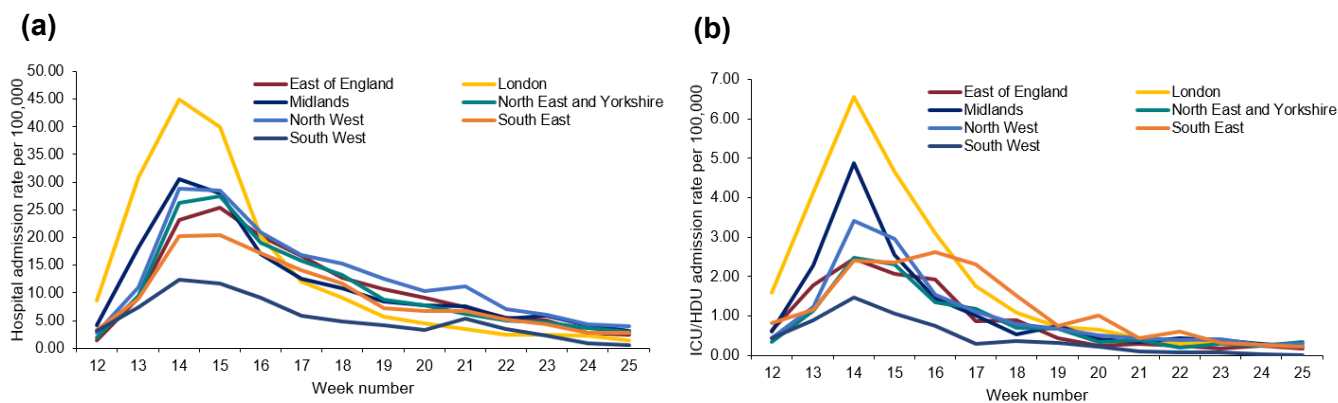 (a)
Hospital admission rate per 100,000
50.00
45.00
40.00
35.00
30.00
25.00
20.00
15.00
10.00
5.00
0.00
East of England
London
Midlands
North East and Yorkshire
North West
South East
South West
12 13 14 15 16 17 18 19 20 21 22 23 24 25
Week number
(b)
ICU/HDU admission rate per 100,000
7.00
6.00
5.00
4.00
3.00
2.00
1.00
0.00
East of England
London
Midlands
North East and Yorkshire
North West
South East
South West
12 13 14 15 16 17 18 19 20 21 22 23 24 25
Week number